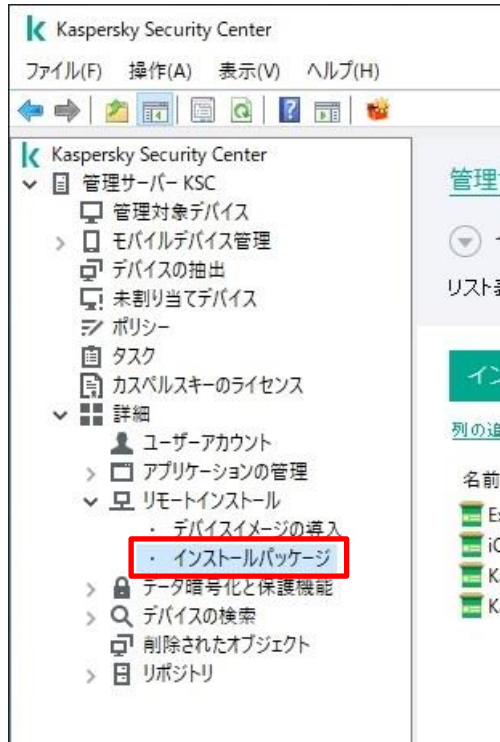 Kaspersky Security Center
ファイル(F) 操作(A) 表示(V) ヘルプ(H)
Kaspersky Security Center
管理サーバー KSC
管理対象デバイス
モバイルデバイス管理
デバイスの抽出
未割り当てデバイス
ポリシー
タスク
カスペルスキーのライセンス
詳細
ユーザーアカウント
アプリケーションの管理
リモートインストール
・ デバイスイメージの導入
・ インストールパッケージ
データ暗号化と保護機能
デバイスの検索
削除されたオブジェクト
リポジトリ
管理
リスト
イン
列の追
名前
E
iO
K
K